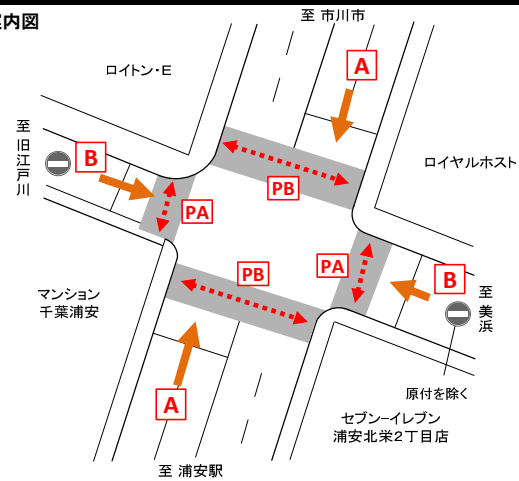 案内図
至 市川市
A
ロイトン・E
至 旧江戸川
B
PB
ロイヤルホスト
PA
PB
PA
B
至 美浜
マンション
千葉浦安
原付を除く
A
セブン-イレブン
浦安北栄2丁目店
至 浦安駅